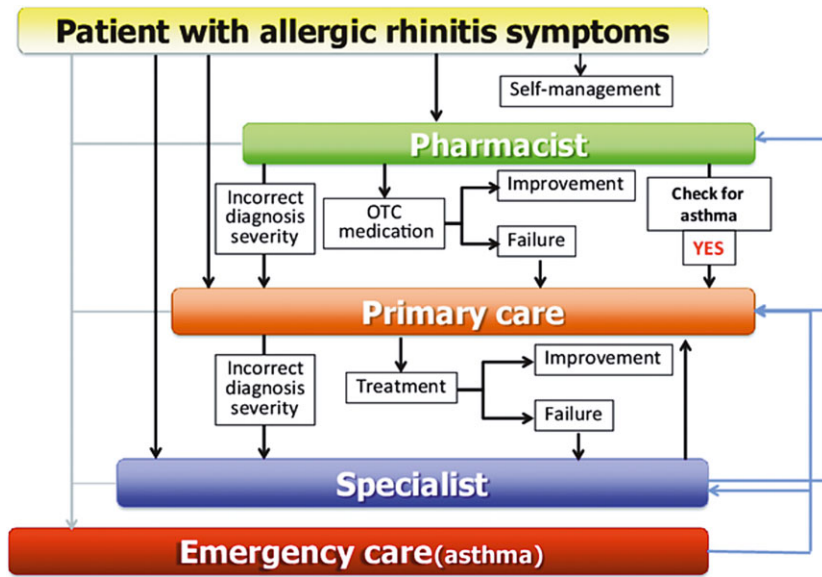 Patient with allergic rhinitis symptoms
Self-management
Pharmacist
Incorrect
diagnosis
severity
OTC
medication
Improvement
Failure
Check for
asthma
YES
Primary care
Incorrect
diagnosis
severity
Treatment
Improvement
Failure
Specialist
Emergency care(asthma)